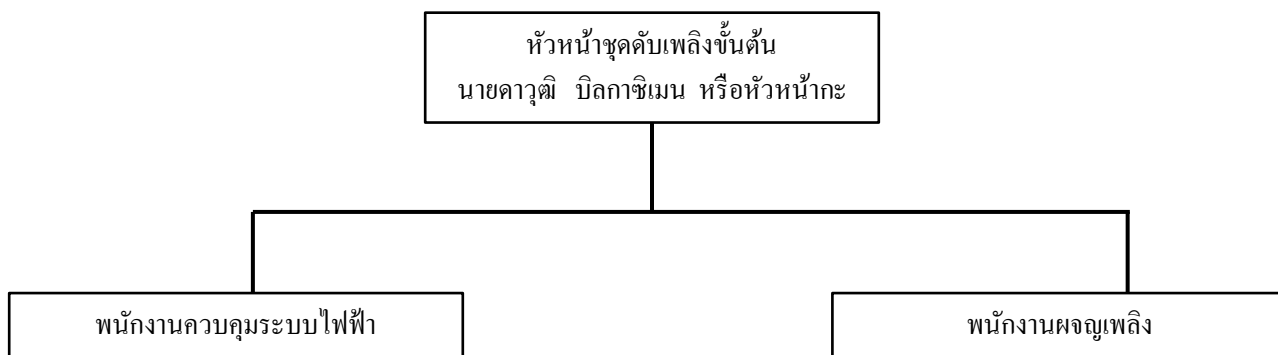 หัวหน้าชุดดับเพลิงขั้นต้น
นายดาวุฒิ บิลกาซิเมน หรือหัวหน้ากะ
พนักงานควบคุมระบบไฟฟ้า
พนักงานผจญเพลิง